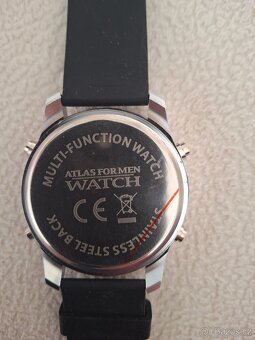 MULTI-FUNCTION WATCH
ATLAS FOR MEN
WATCH
CE
STAINLESS STEEL BACK